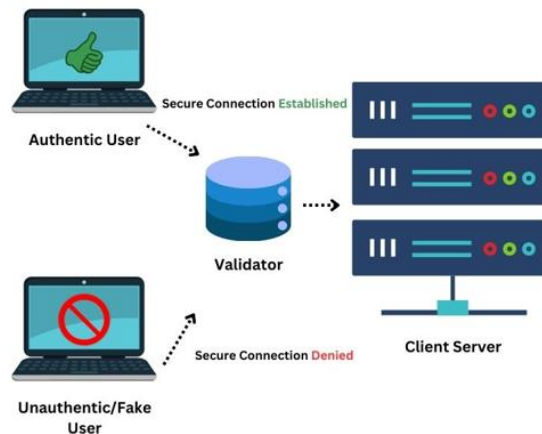 Secure Connection Established
Authentic User
Validator
Secure Connection Denied
Client Server
Unauthentic/Fake
User